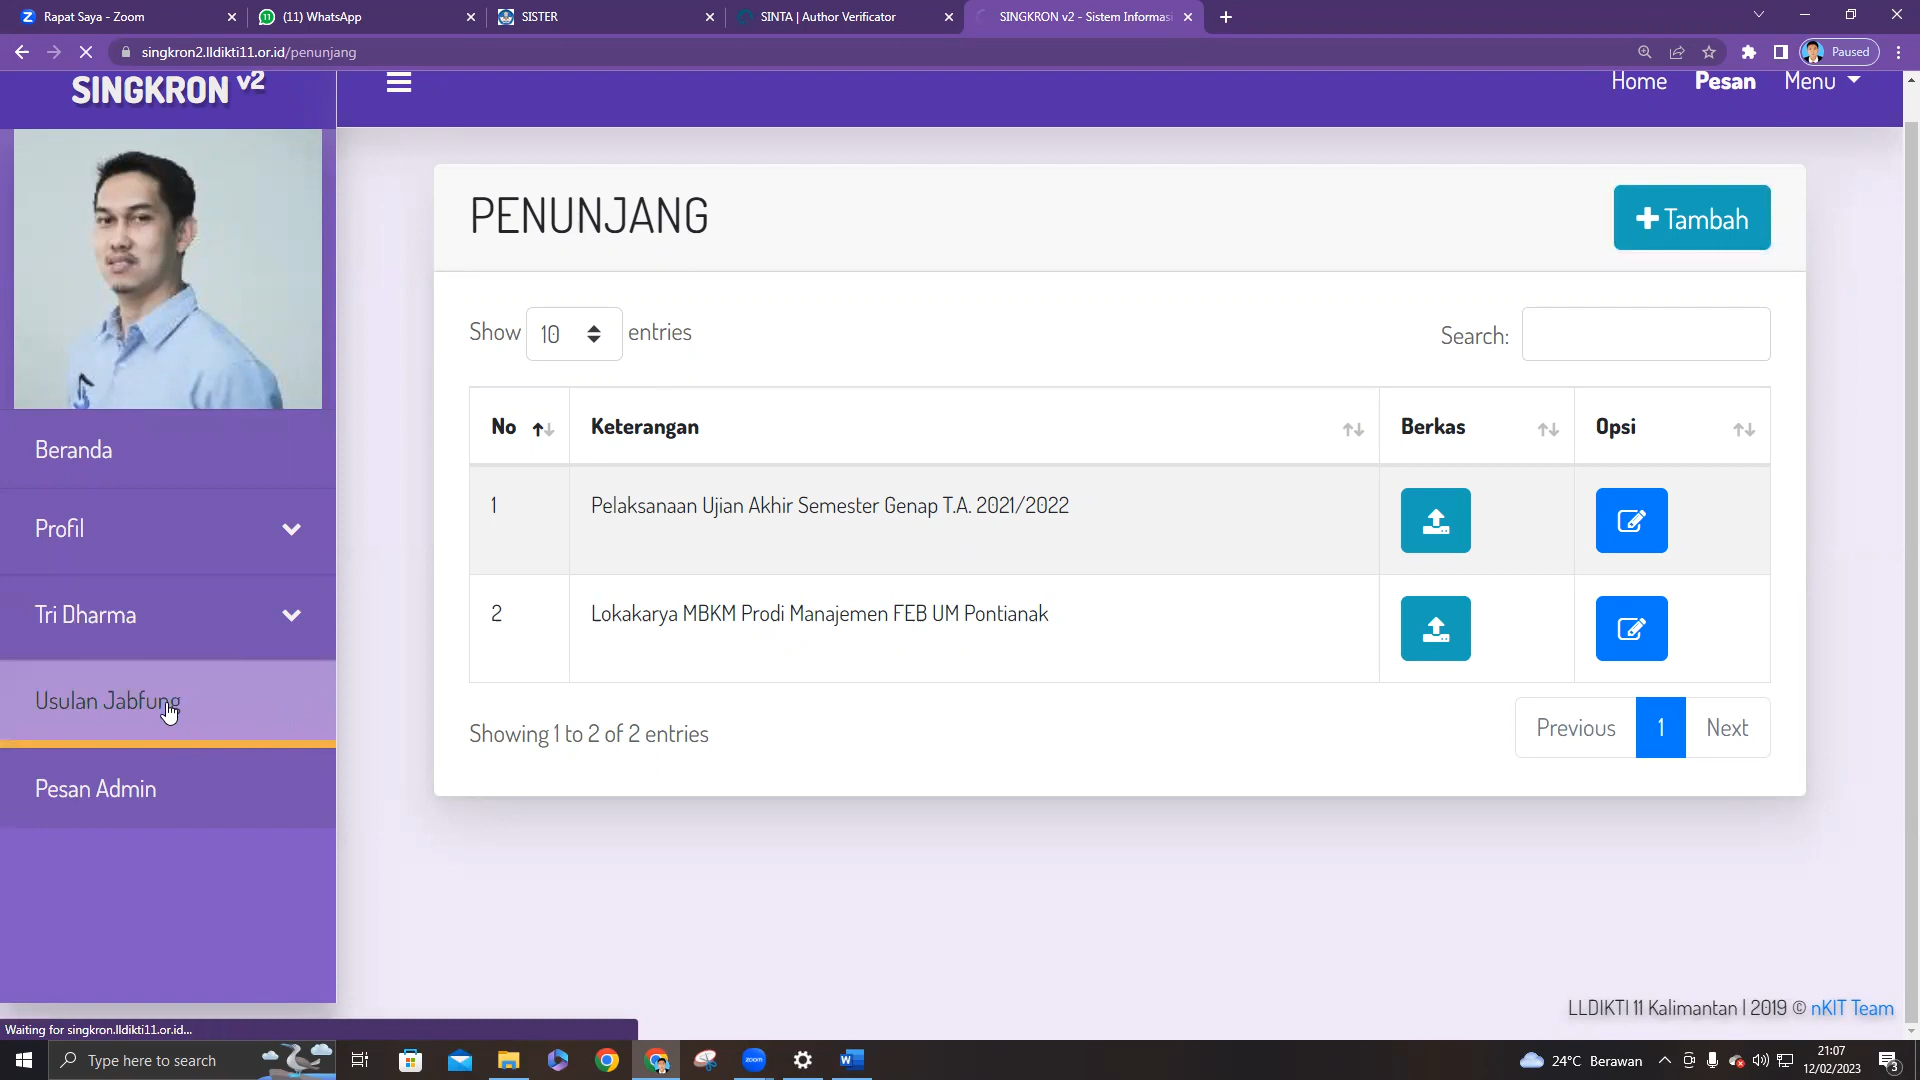 Rapat Saya - Zoom
(11) WhatsApp
SISTER
SINTA | Author Verificator
SINGKRON v2 - Sistem Informasi
singkron2.lldikti11.or.id/penunjang
Paused
SINGKRON v2
Home Pesan Menu
Beranda
Profil
Tri Dharma
Usulan Jabfung
Pesan Admin
PENUNJANG
Tambah
Show 10 entries
Search:
No Keterangan Berkas Opsi
1 Pelaksanaan Ujian Akhir Semester Genap T.A. 2021/2022
2 Lokakarya MBKM Prodi Manajemen FEB UM Pontianak
Showing 1 to 2 of 2 entries
Previous 1 Next
LLDIKTI 11 Kalimantan | 2019 © nKIT Team
Waiting for singkron.lldikti11.or.id...
Type here to search
zoom
24°C Berawan
21:07
12/02/2023
3